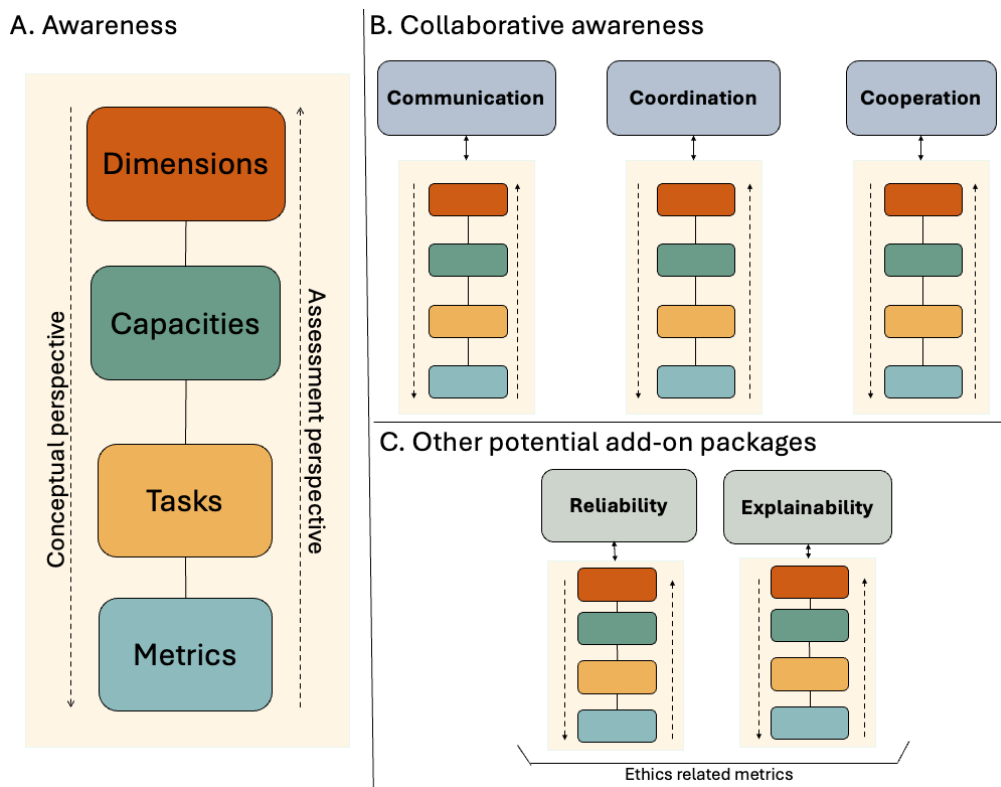 A. Awareness
Dimensions
Capacities
Tasks
Metrics
Conceptual perspective
Assessment perspective
B. Collaborative awareness
Communication
Coordination
Cooperation
C. Other potential add-on packages
Reliability
Explainability
Ethics related metrics